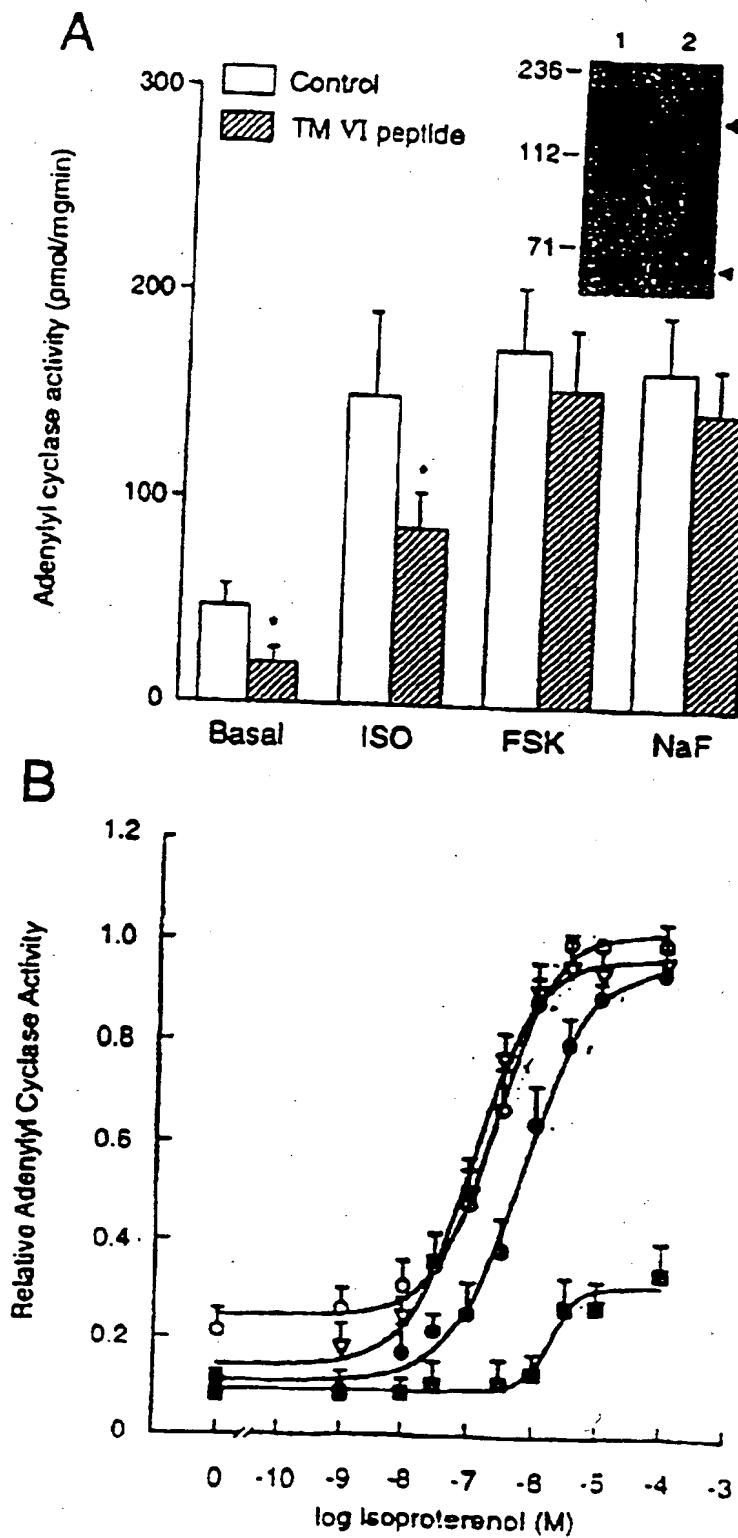 A
1 2
236-
112-
71-
Control
TM VI peptide
Adenylyl cyclase activity (pmol/mgmin)
300
200
100
0
*
*
Basal ISO FSK NaF
B
Relative Adenylyl Cyclase Activity
1.2
1.0
0.8
0.6
0.4
0.2
0
0 -10 -9 -8 -7 -6 -5 -4 -3
log Isoproterenol (M)